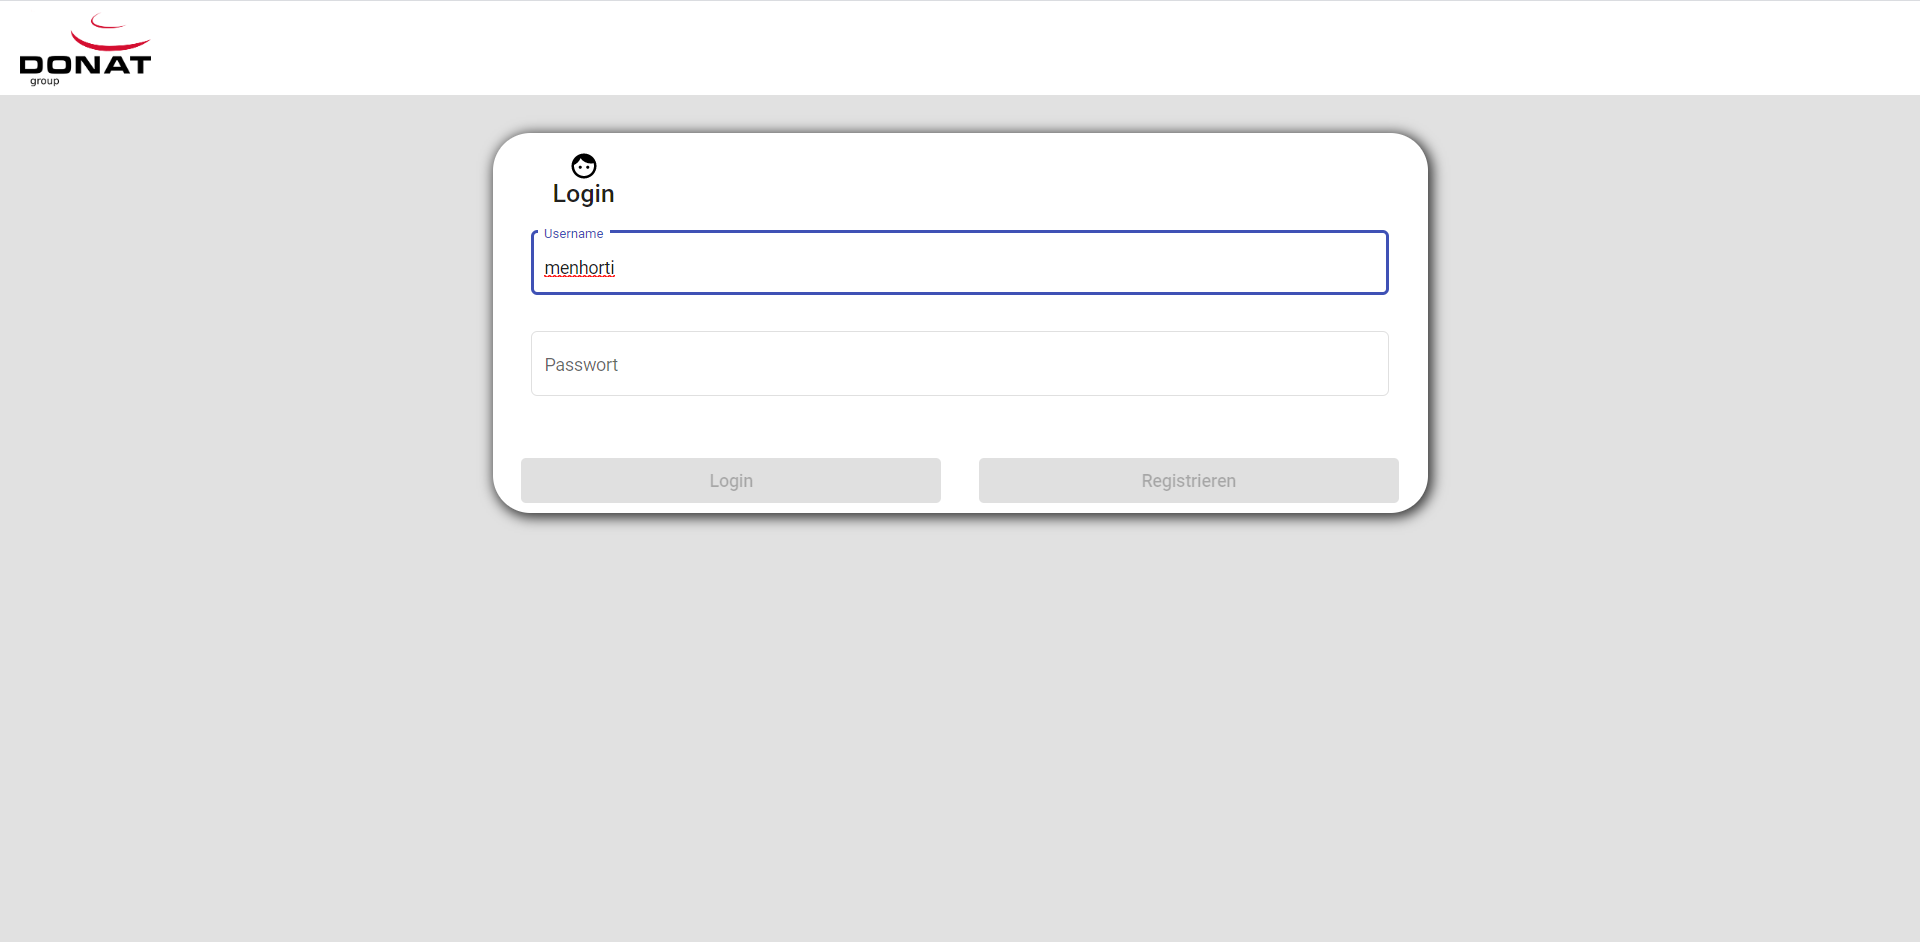 DONAT
group
Login
Username
menhorti
Passwort
Login
Registrieren